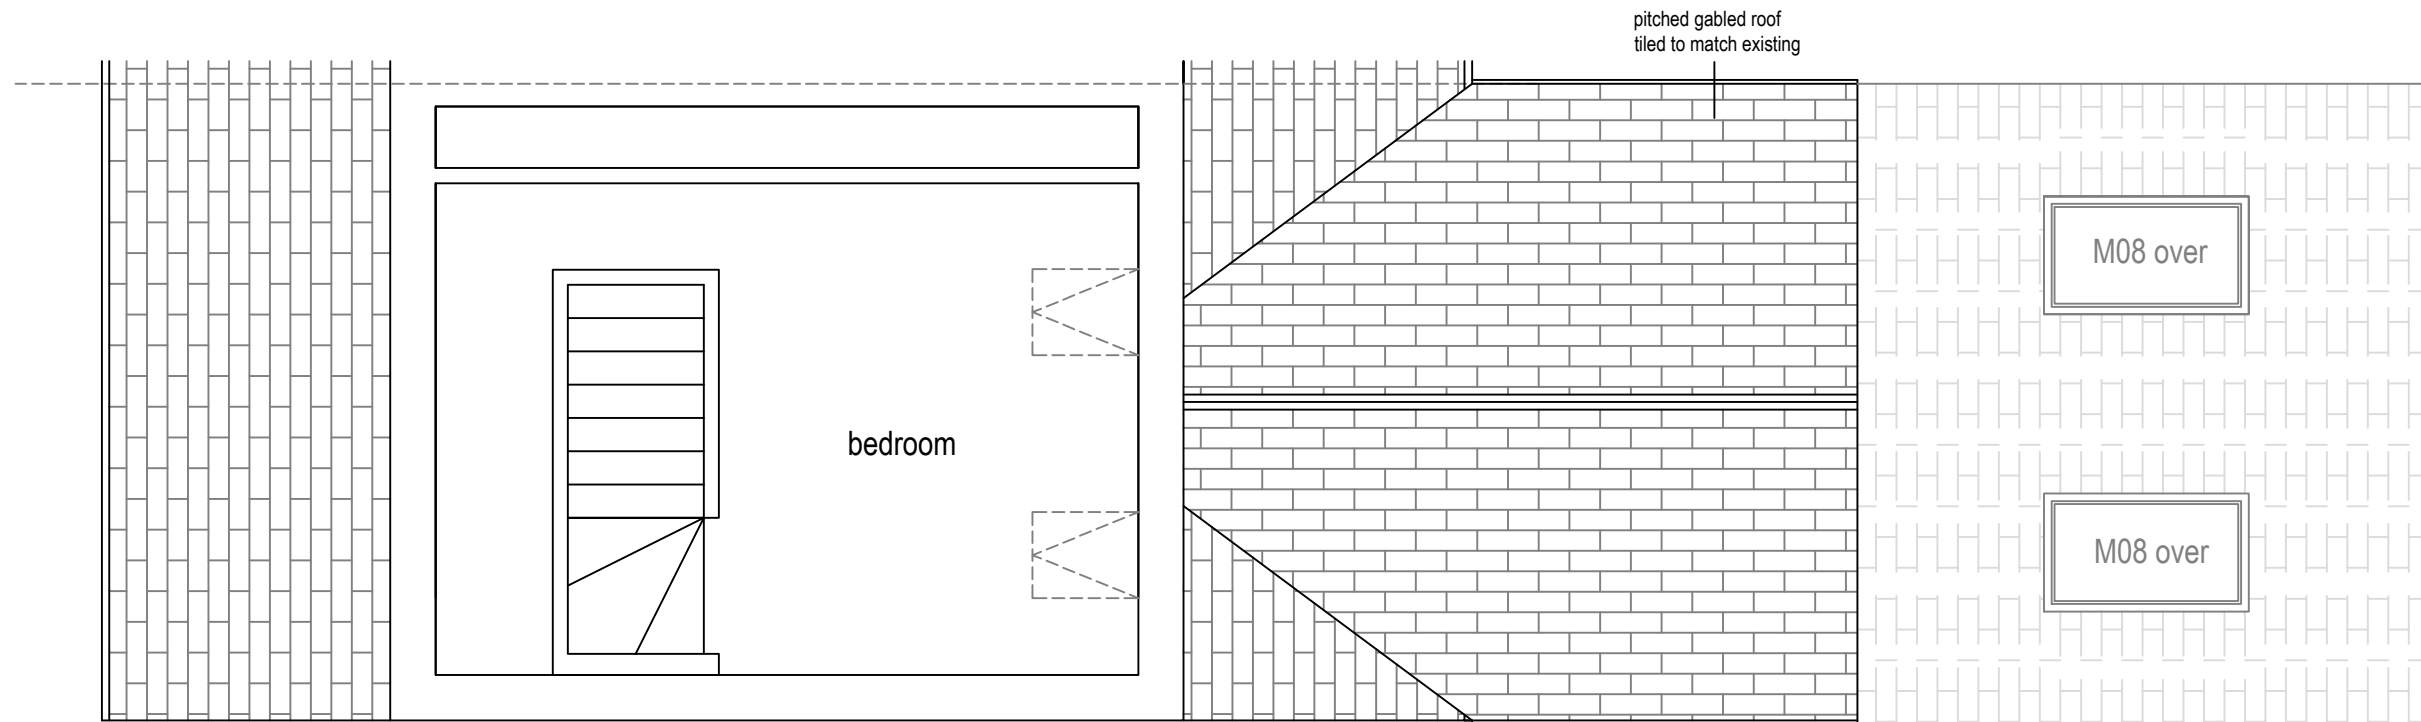 pitched gabled roof
tiled to match existing
M08 over
bedroom
M08 over